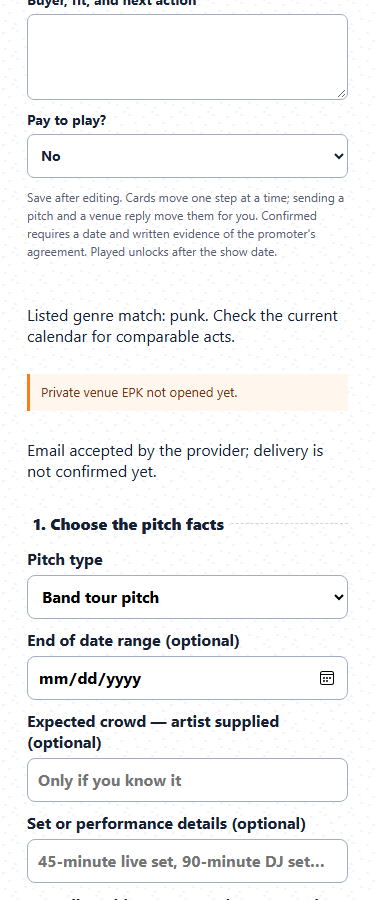 Buyer, fit, and next action
Pay to play?
No
Save after editing. Cards move one step at a time; sending a
pitch and a venue reply move them for you. Confirmed
requires a date and written evidence of the promoter's
agreement. Played unlocks after the show date.
Listed genre match: punk. Check the current
calendar for comparable acts.
Private venue EPK not opened yet.
Email accepted by the provider; delivery is
not confirmed yet.
1. Choose the pitch facts
Pitch type
Band tour pitch
End of date range (optional)
mm/dd/yyyy
Expected crowd — artist supplied
(optional)
Only if you know it
Set or performance details (optional)
45-minute live set, 90-minute DJ set...